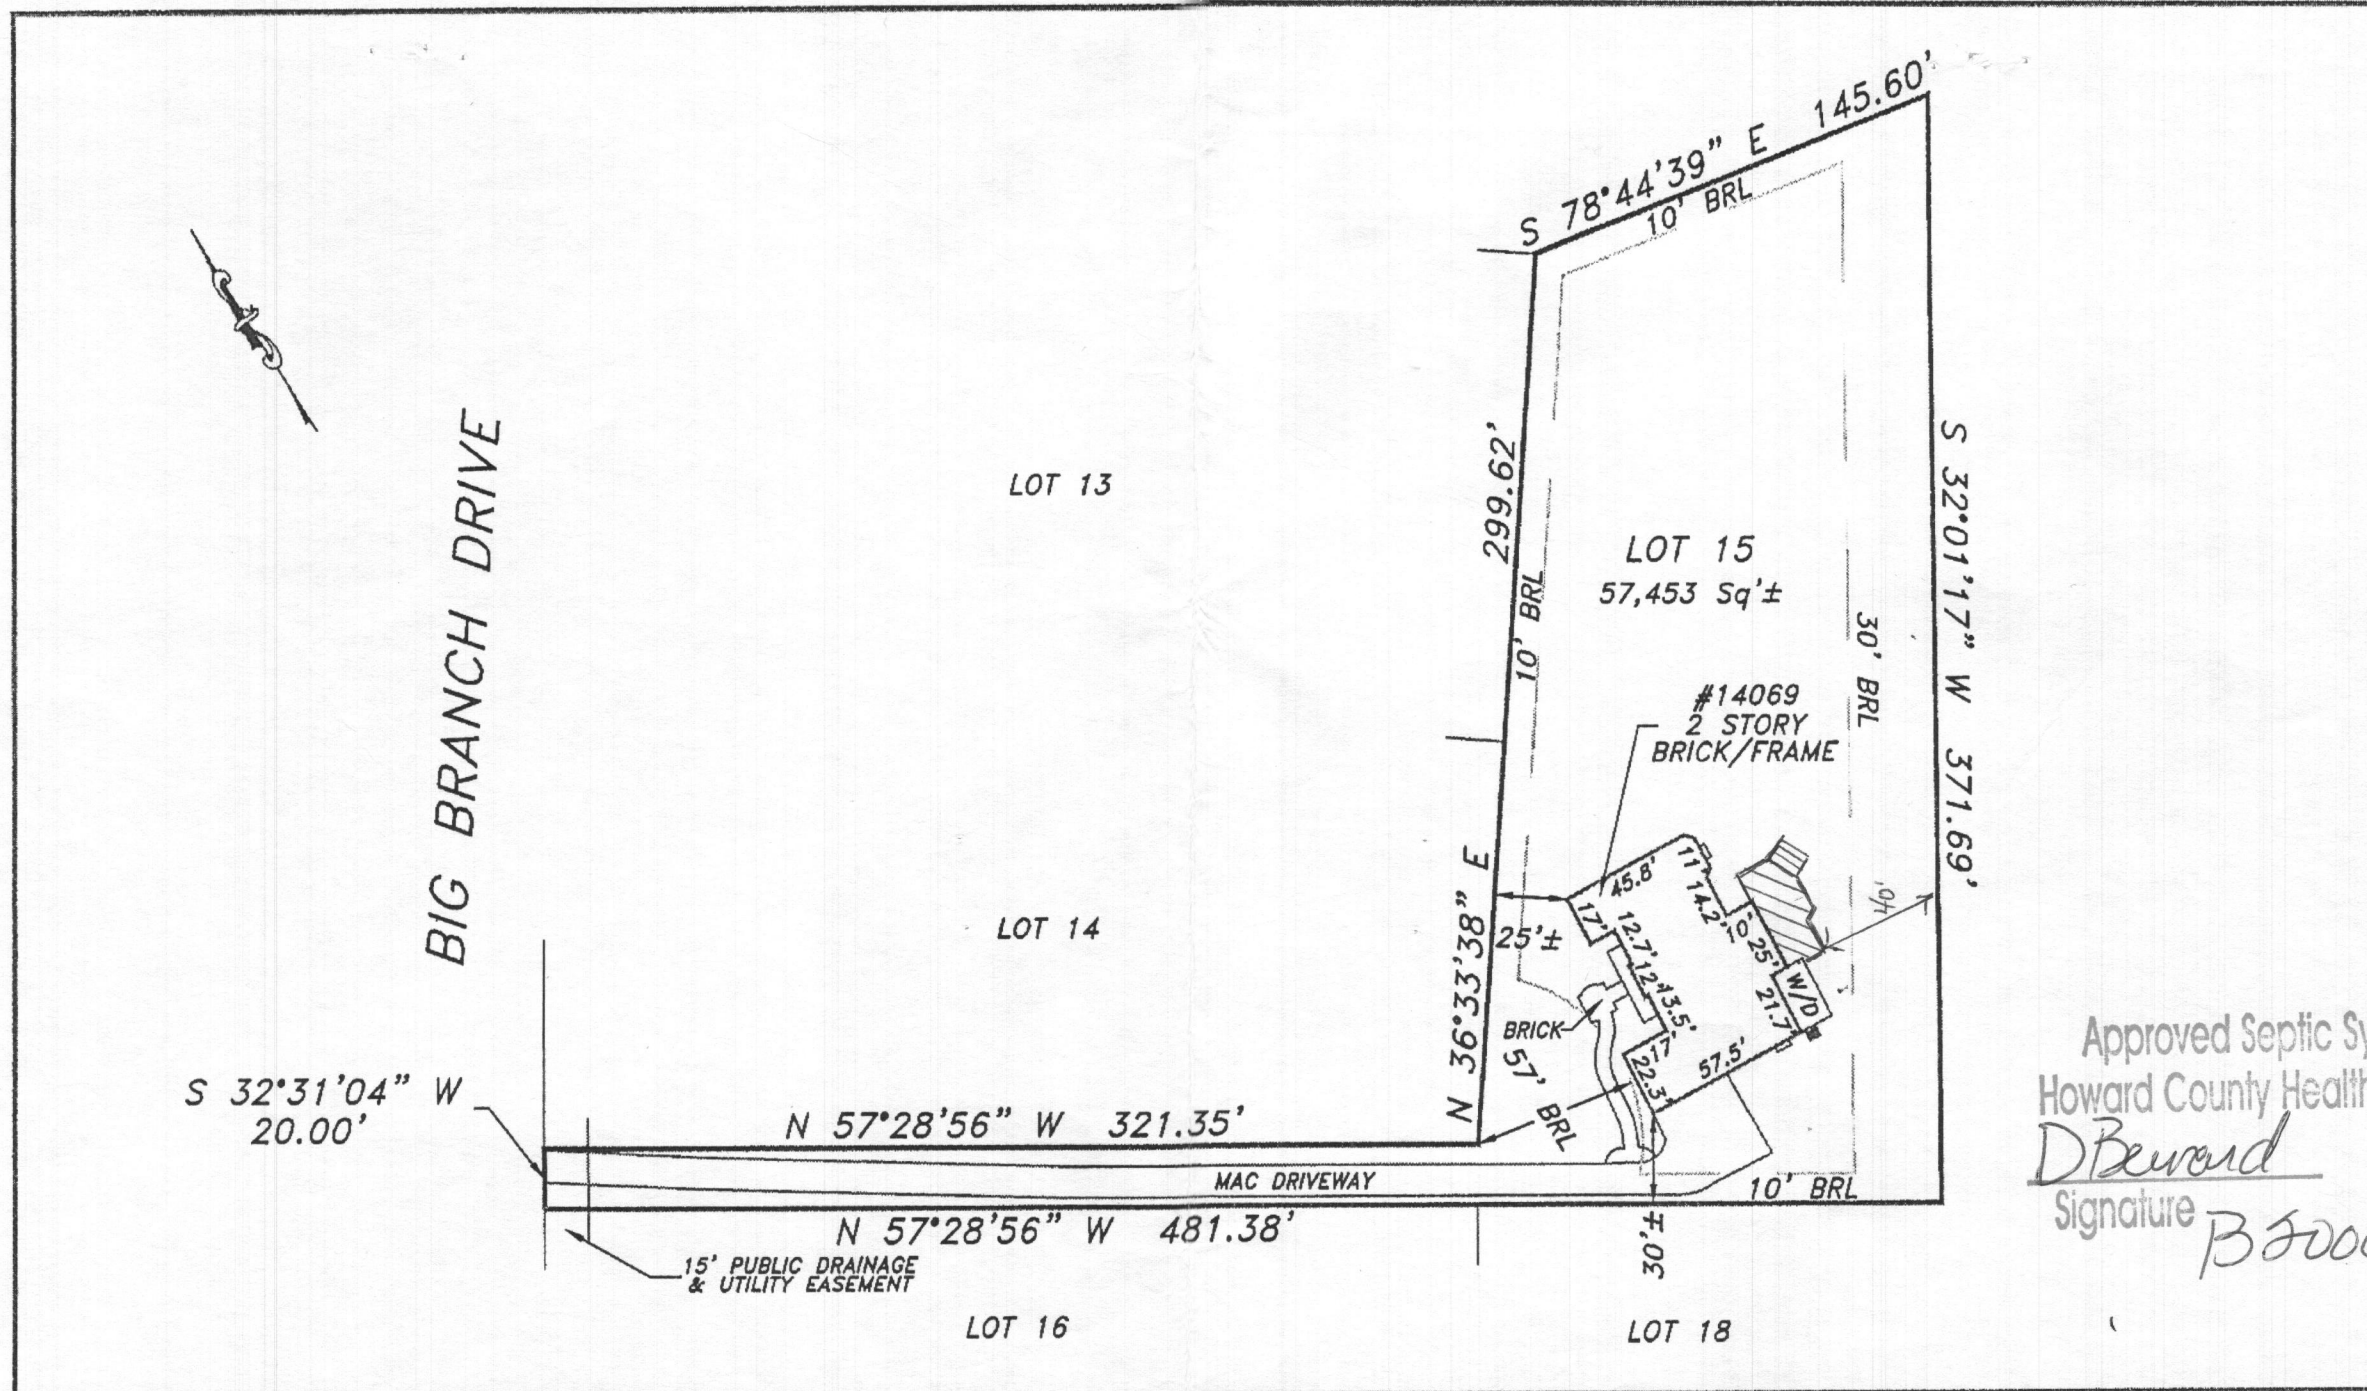 S 78°44'39" E 145.60'
10' BRL
BIG BRANCH DRIVE
LOT 13
299.62'
10' BRL
LOT 15
57,453 Sq'±
30' BRL
S 32°01'17" W 371.69'
#14069
2 STORY
BRICK/FRAME
LOT 14
N 36°33'38" E
25'±
45.8'
11'
14.2'
17'
12.7'
12'
13.5'
25'
W/D
21.7'
40'
BRICK
17'
22.3'
57.5'
57' BRL
S 32°31'04" W
20.00'
N 57°28'56" W 321.35'
MAC DRIVEWAY
10' BRL
N 57°28'56" W 481.38'
30'±
15' PUBLIC DRAINAGE
& UTILITY EASEMENT
LOT 16
LOT 18
Approved Septic Sy
Howard County Health
Signature